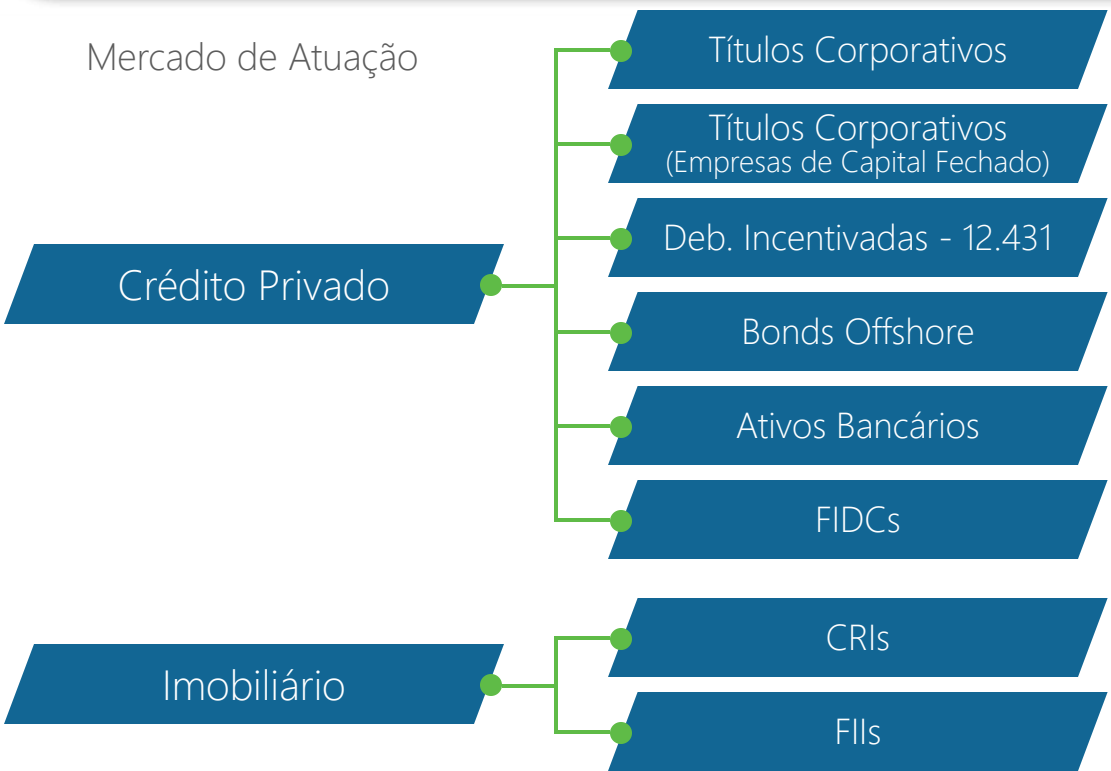 Mercado de Atuação
Crédito Privado
Títulos Corporativos
Títulos Corporativos
(Empresas de Capital Fechado)
Deb. Incentivadas - 12.431
Bonds Offshore
Ativos Bancários
FIDCs
Imobiliário
CRIs
FIIs